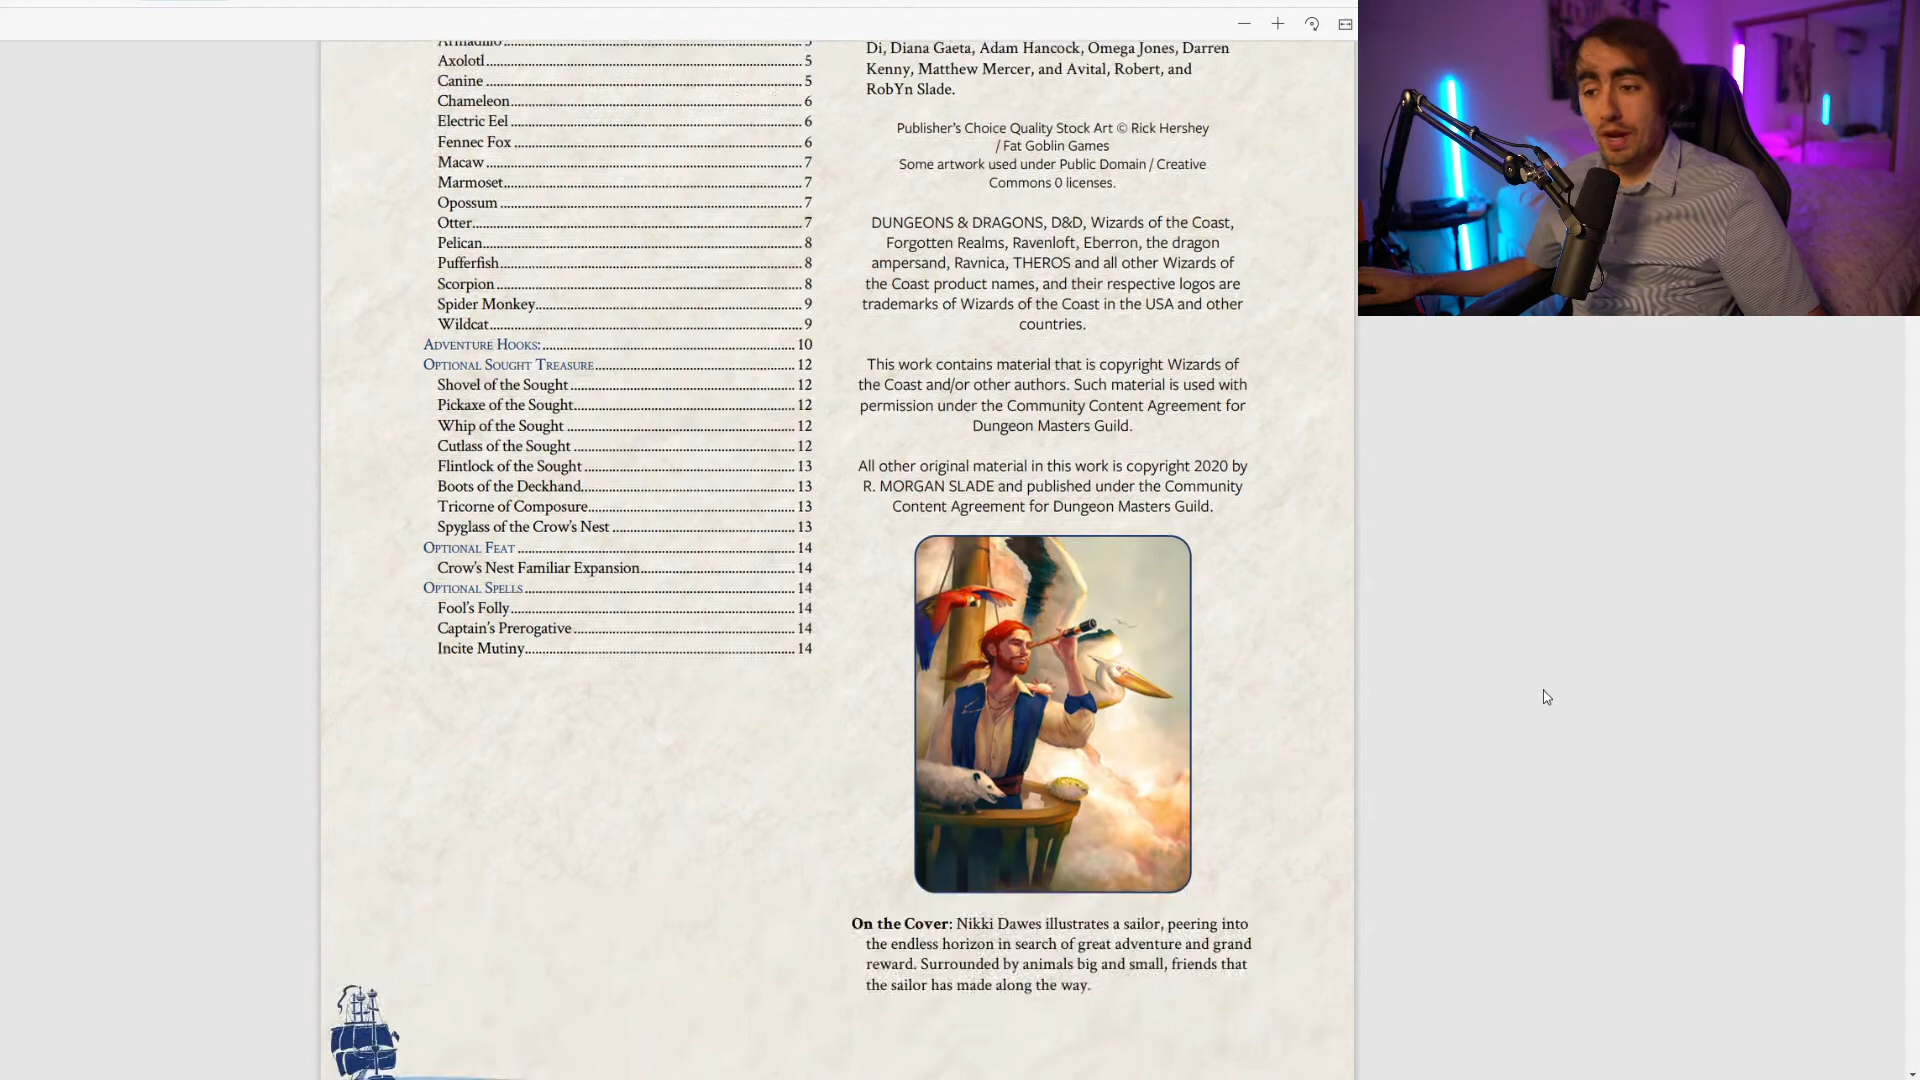 Armadillo 5
Axolotl 5
Canine 5
Chameleon 6
Electric Eel 6
Fennec Fox 6
Macaw 7
Marmoset 7
Opossum 7
Otter 7
Pelican 8
Pufferfish 8
Scorpion 8
Spider Monkey 9
Wildcat 9
Adventure Hooks: 10
Optional Sought Treasure 12
Shovel of the Sought 12
Pickaxe of the Sought 12
Whip of the Sought 12
Cutlass of the Sought 12
Flintlock of the Sought 13
Boots of the Deckhand 13
Tricorne of Composure 13
Spyglass of the Crow's Nest 13
Optional Feat 14
Crow's Nest Familiar Expansion 14
Optional Spells 14
Fool's Folly 14
Captain's Prerogative 14
Incite Mutiny 14
Di, Diana Gaeta, Adam Hancock, Omega Jones, Darren
Kenny, Matthew Mercer, and Avital, Robert, and
RobYn Slade.
Publisher's Choice Quality Stock Art © Rick Hershey
/ Fat Goblin Games
Some artwork used under Public Domain / Creative
Commons 0 licenses.
DUNGEONS & DRAGONS, D&D, Wizards of the Coast,
Forgotten Realms, Ravenloft, Eberron, the dragon
ampersand, Ravnica, THEROS and all other Wizards of
the Coast product names, and their respective logos are
trademarks of Wizards of the Coast in the USA and other
countries.
This work contains material that is copyright Wizards of
the Coast and/or other authors. Such material is used with
permission under the Community Content Agreement for
Dungeon Masters Guild.
All other original material in this work is copyright 2020 by
R. MORGAN SLADE and published under the Community
Content Agreement for Dungeon Masters Guild.
On the Cover: Nikki Dawes illustrates a sailor, peering into
the endless horizon in search of great adventure and grand
reward. Surrounded by animals big and small, friends that
the sailor has made along the way.